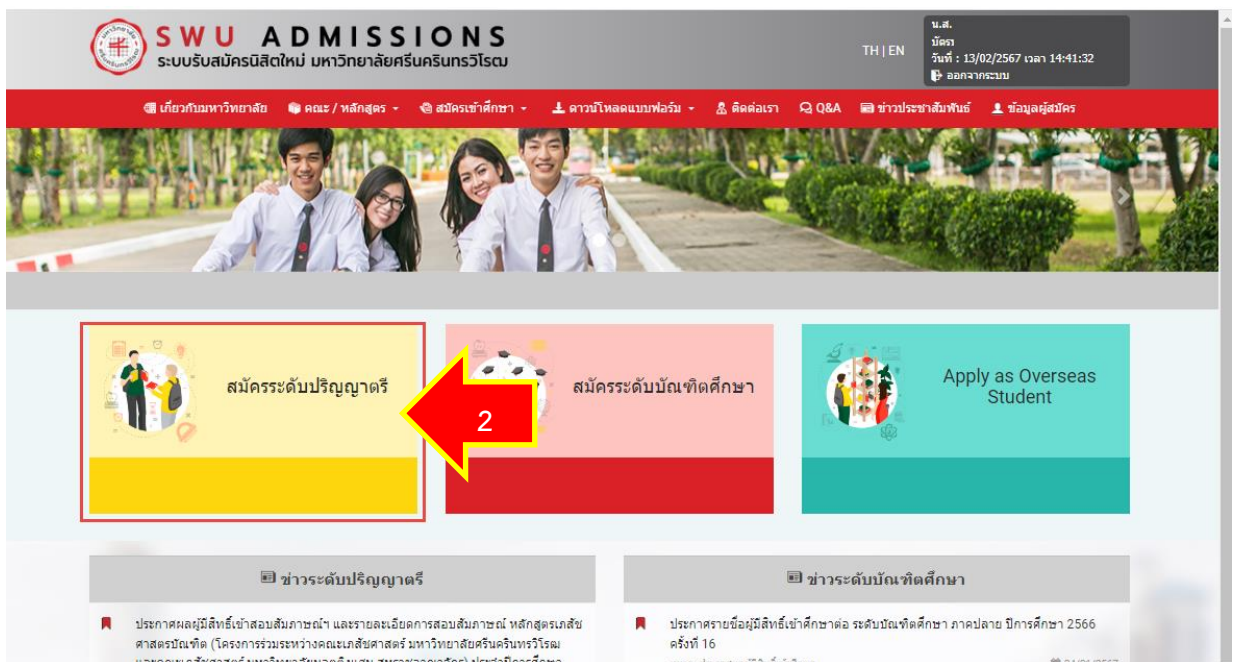 SWU ADMISSIONS
ระบบรับสมัครนิสิตใหม่ มหาวิทยาลัยศรีนครินทรวิโรฒ
TH | EN
น.ส.
บัตรา
วันที่ : 13/02/2567 เวลา 14:41:32
ออกจากระบบ
เกี่ยวกับมหาวิทยาลัย คณะ / หลักสูตร สมัครเข้าศึกษา ดาวน์โหลดแบบฟอร์ม ติดต่อเรา Q&A ข่าวประชาสัมพันธ์ ข้อมูลผู้สมัคร
สมัครระดับปริญญาตรี
2
สมัครระดับบัณฑิตศึกษา
Apply as Overseas
Student
ข่าวระดับปริญญาตรี
ประกาศผลผู้มีสิทธิ์เข้าสอบสัมภาษณ์ฯ และรายละเอียดการสอบสัมภาษณ์ หลักสูตรเภสัช
ศาสตรบัณฑิต (โครงการร่วมระหว่างคณะเภสัชศาสตร์ มหาวิทยาลัยศรีนครินทรวิโรฒ
ข่าวระดับบัณฑิตศึกษา
ประกาศรายชื่อผู้มีสิทธิ์เข้าศึกษาต่อ ระดับบัณฑิตศึกษา ภาคปลาย ปีการศึกษา 2566
ครั้งที่ 16